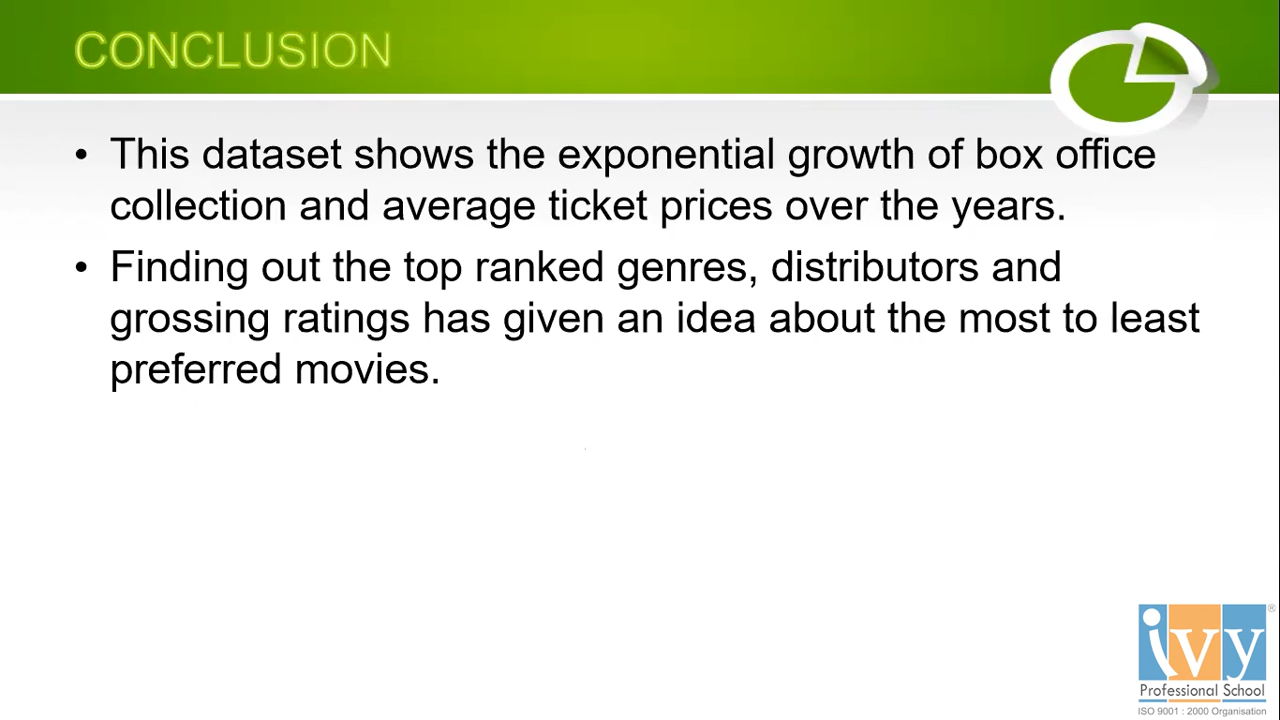 CONCLUSION
• This dataset shows the exponential growth of box office
collection and average ticket prices over the years.
• Finding out the top ranked genres, distributors and
grossing ratings has given an idea about the most to least
preferred movies.
ivy ®
Professional School
ISO 9001 : 2000 Organisation